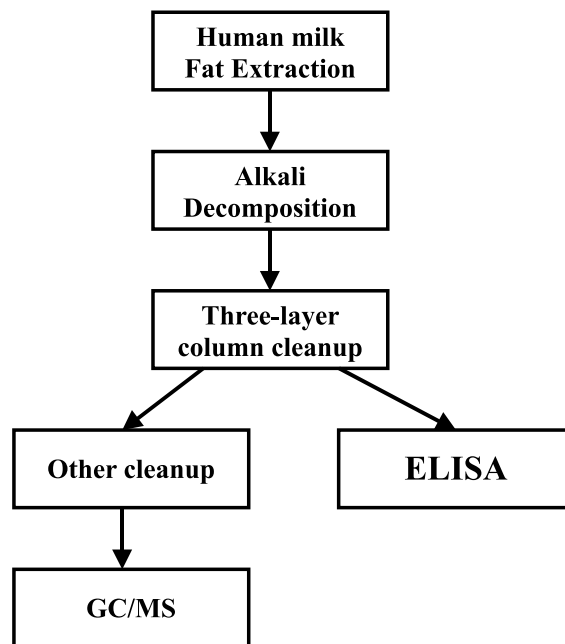 Human milk
Fat Extraction
Alkali
Decomposition
Three-layer
column cleanup
Other cleanup
ELISA
GC/MS